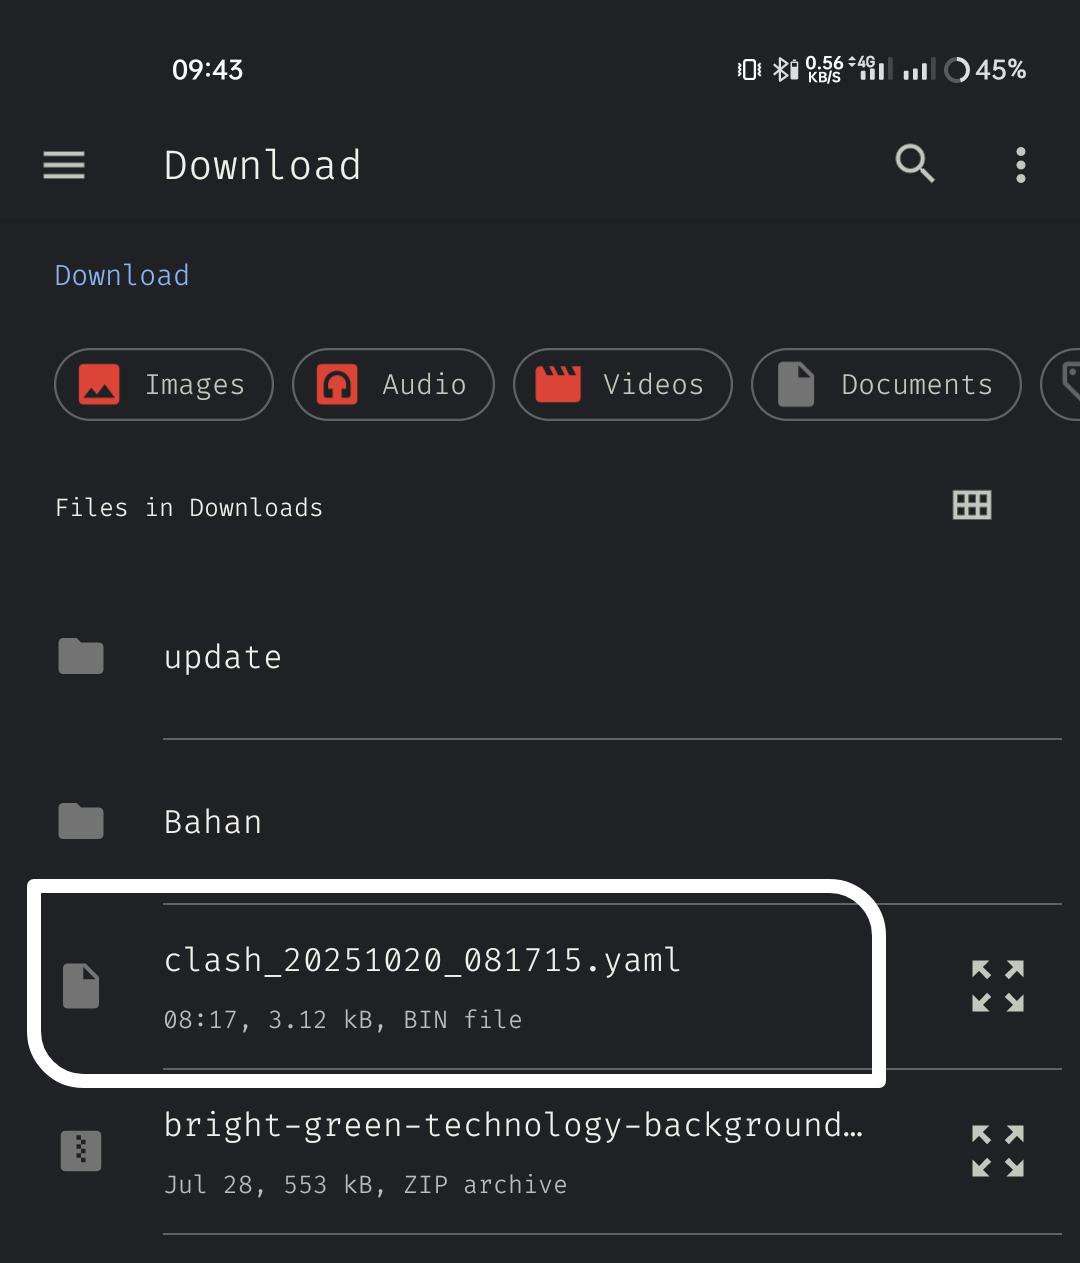 09:43 0.56 KB/S 4G 45%
Download
Download
Images Audio Videos Documents
Files in Downloads
update
Bahan
clash_20251020_081715.yaml
08:17, 3.12 kB, BIN file
bright-green-technology-background…
Jul 28, 553 kB, ZIP archive